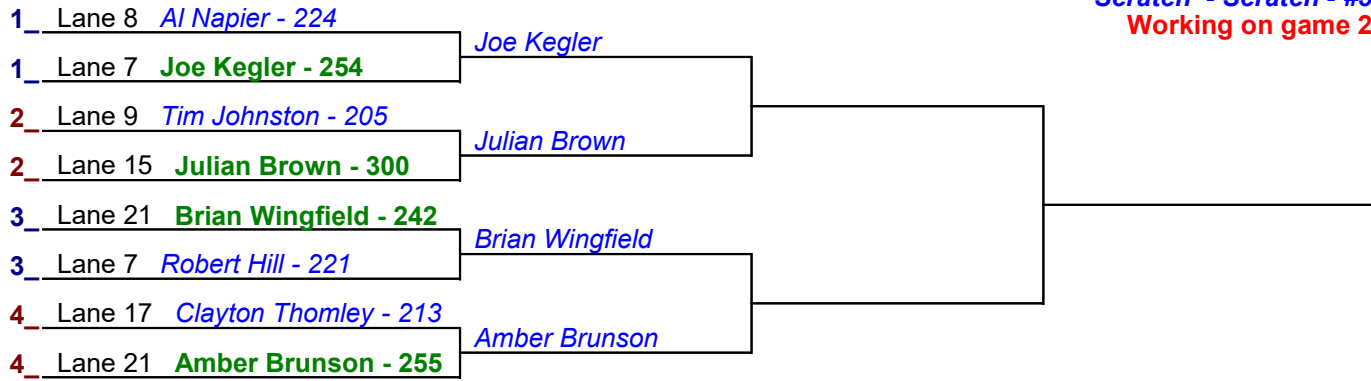 Scratch - Scratch - #
Working on game 2
1_ Lane 8 Al Napier - 224
1_ Lane 7 Joe Kegler - 254
Joe Kegler
2_ Lane 9 Tim Johnston - 205
2_ Lane 15 Julian Brown - 300
Julian Brown
3_ Lane 21 Brian Wingfield - 242
3_ Lane 7 Robert Hill - 221
Brian Wingfield
4_ Lane 17 Clayton Thomley - 213
4_ Lane 21 Amber Brunson - 255
Amber Brunson